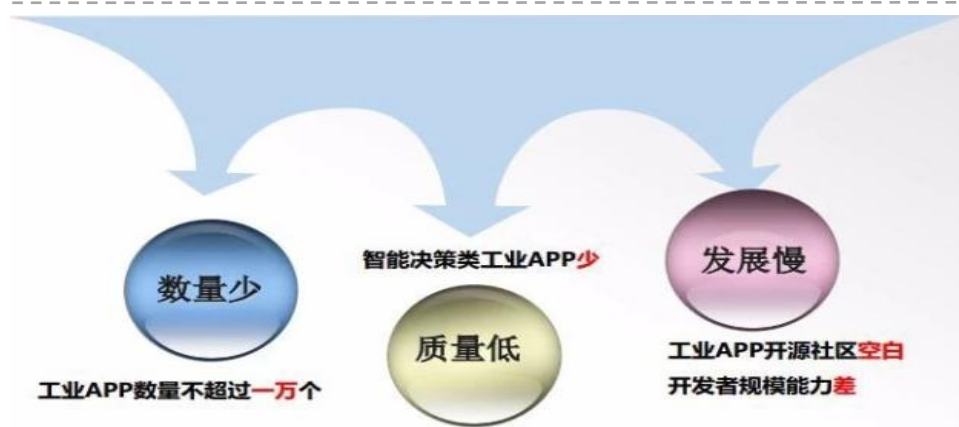 数量少
工业APP数量不超过一万个
智能决策类工业APP少
质量低
发展慢
工业APP开源社区空白
开发者规模能力差